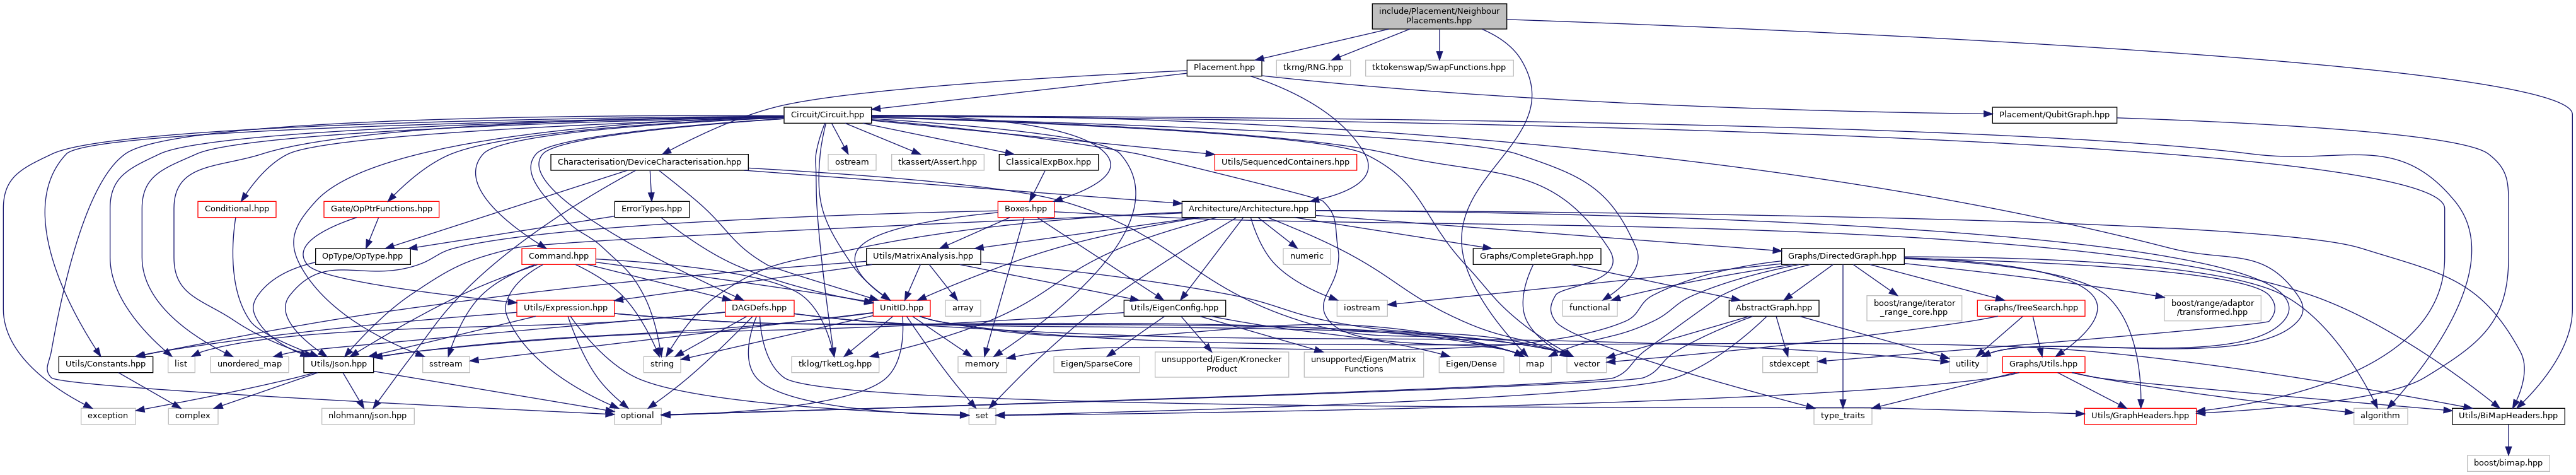 include/Placement/Neighbour
Placements.hpp
Placement.hpp
tkrng/RNG.hpp
tktokenswap/SwapFunctions.hpp
Circuit/Circuit.hpp
Placement/QubitGraph.hpp
Characterisation/DeviceCharacterisation.hpp
ostream
tkassert/Assert.hpp
ClassicalExpBox.hpp
Utils/SequencedContainers.hpp
Conditional.hpp
Gate/OpPtrFunctions.hpp
ErrorTypes.hpp
Boxes.hpp
Architecture/Architecture.hpp
OpType/OpType.hpp
Command.hpp
Utils/MatrixAnalysis.hpp
numeric
Graphs/CompleteGraph.hpp
Graphs/DirectedGraph.hpp
Utils/Expression.hpp
DAGDefs.hpp
UnitID.hpp
array
Utils/EigenConfig.hpp
iostream
functional
AbstractGraph.hpp
boost/range/iterator
_range_core.hpp
Graphs/TreeSearch.hpp
boost/range/adaptor
/transformed.hpp
Utils/Constants.hpp
list
unordered_map
Utils/Json.hpp
sstream
string
tklog/TketLog.hpp
memory
Eigen/SparseCore
unsupported/Eigen/Kronecker
Product
unsupported/Eigen/Matrix
Functions
Eigen/Dense
map
vector
stdexcept
utility
Graphs/Utils.hpp
exception
complex
nlohmann/json.hpp
optional
set
type_traits
Utils/GraphHeaders.hpp
algorithm
Utils/BiMapHeaders.hpp
boost/bimap.hpp